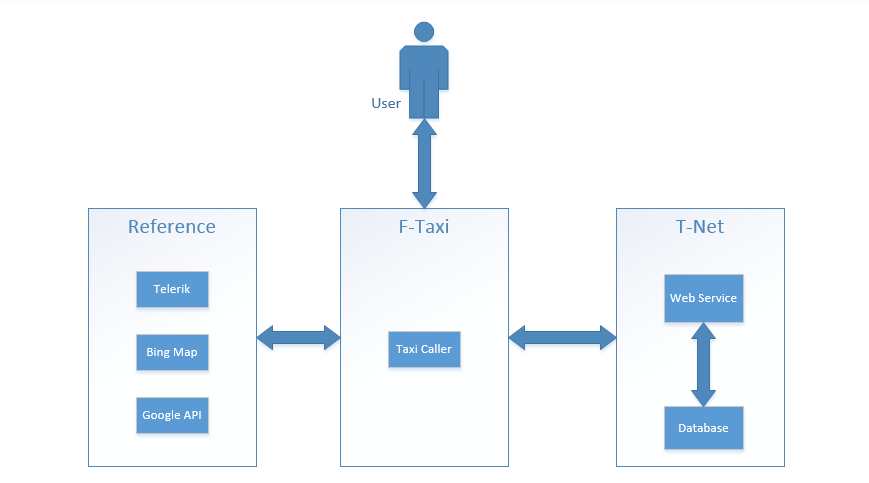 User
Reference
F-Taxi
T-Net
Telerik
Bing Map
Google API
Taxi Caller
Web Service
Database